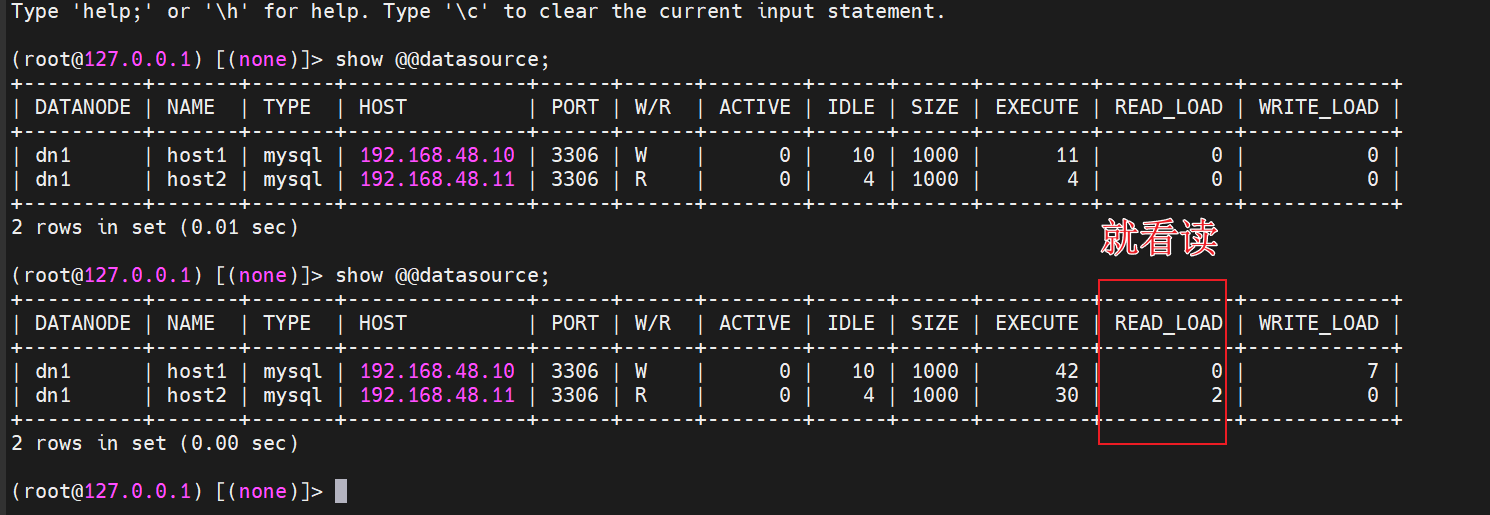 Type 'help;' or '\h' for help. Type '\c' to clear the current input statement.
(root@127.0.0.1) [(none)]> show @@datasource;
+----------+-------+-------+---------------+------+------+--------+------+------+---------+-----------+------------+
| DATANODE | NAME | TYPE | HOST | PORT | W/R | ACTIVE | IDLE | SIZE | EXECUTE | READ_LOAD | WRITE_LOAD |
+----------+-------+-------+---------------+------+------+--------+------+------+---------+-----------+------------+
| dn1 | host1 | mysql | 192.168.48.10 | 3306 | W | 0 | 10 | 1000 | 11 | 0 | 0 |
| dn1 | host2 | mysql | 192.168.48.11 | 3306 | R | 0 | 4 | 1000 | 4 | 0 | 0 |
+----------+-------+-------+---------------+------+------+--------+------+------+---------+-----------+------------+
2 rows in set (0.01 sec)
就看读
(root@127.0.0.1) [(none)]> show @@datasource;
+----------+-------+-------+---------------+------+------+--------+------+------+---------+-----------+------------+
| DATANODE | NAME | TYPE | HOST | PORT | W/R | ACTIVE | IDLE | SIZE | EXECUTE | READ_LOAD | WRITE_LOAD |
+----------+-------+-------+---------------+------+------+--------+------+------+---------+-----------+------------+
| dn1 | host1 | mysql | 192.168.48.10 | 3306 | W | 0 | 10 | 1000 | 42 | 0 | 7 |
| dn1 | host2 | mysql | 192.168.48.11 | 3306 | R | 0 | 4 | 1000 | 30 | 2 | 0 |
+----------+-------+-------+---------------+------+------+--------+------+------+---------+-----------+------------+
2 rows in set (0.00 sec)
(root@127.0.0.1) [(none)]>